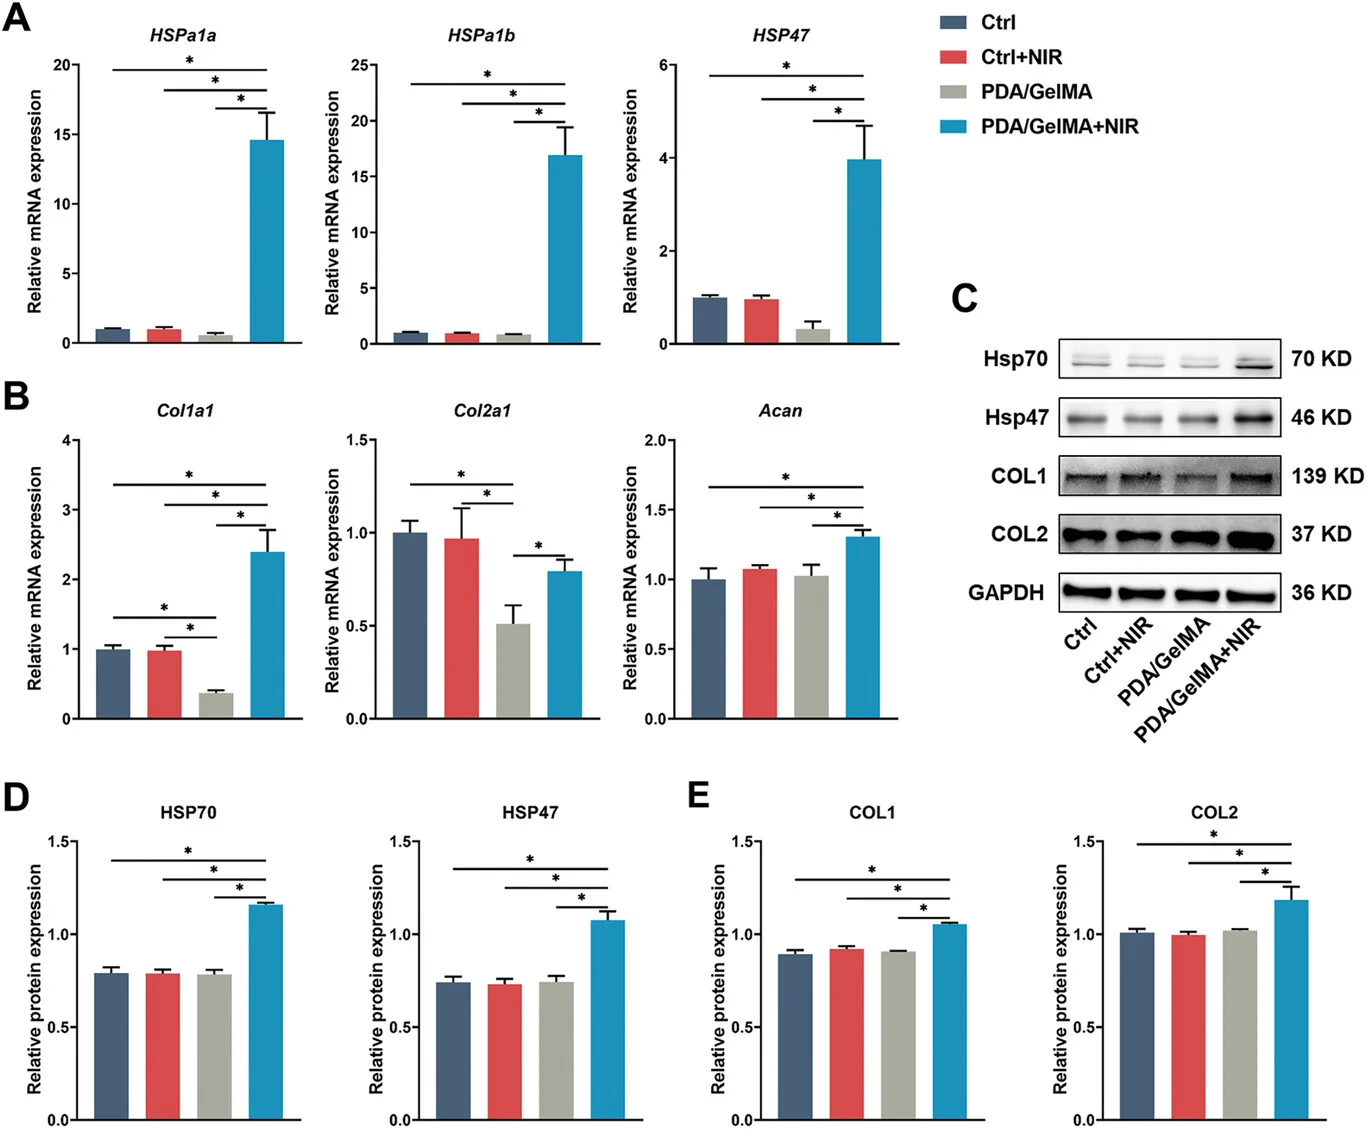 A
HSPa1a
HSPa1b
HSP47
Ctrl
Ctrl+NIR
PDA/GelMA
PDA/GelMA+NIR
Relative mRNA expression
20
15
10
5
0
* * *
Relative mRNA expression
25
20
15
10
5
0
* * *
Relative mRNA expression
6
4
2
0
* * *
B
Col1a1
Col2a1
Acan
Relative mRNA expression
4
3
2
1
0
* * * * *
Relative mRNA expression
1.5
1.0
0.5
0.0
* * *
Relative mRNA expression
2.0
1.5
1.0
0.5
0.0
* * *
C
Hsp70 70 KD
Hsp47 46 KD
COL1 139 KD
COL2 37 KD
GAPDH 36 KD
Ctrl
Ctrl+NIR
PDA/GelMA
PDA/GelMA+NIR
D
HSP70
HSP47
Relative protein expression
1.5
1.0
0.5
0.0
* * *
Relative protein expression
1.5
1.0
0.5
0.0
* * *
E
COL1
COL2
Relative protein expression
1.5
1.0
0.5
0.0
* * *
Relative protein expression
1.5
1.0
0.5
0.0
* * *